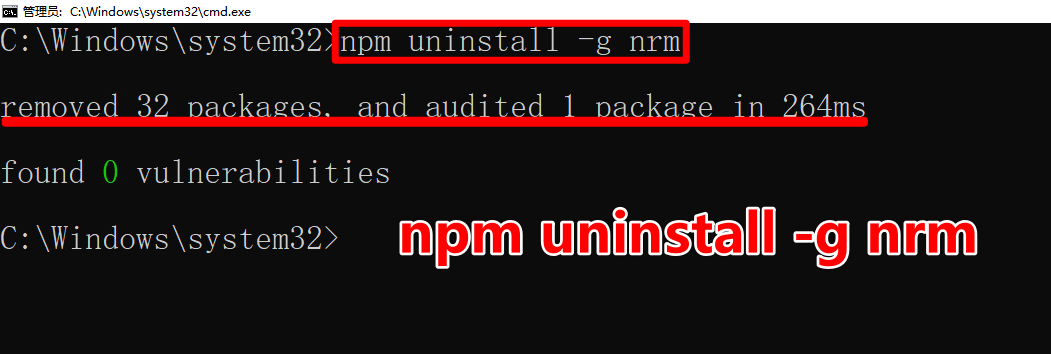 管理员: C:\Windows\system32\cmd.exe
C:\Windows\system32>npm uninstall -g nrm
removed 32 packages, and audited 1 package in 264ms
found 0 vulnerabilities
C:\Windows\system32>
npm uninstall -g nrm